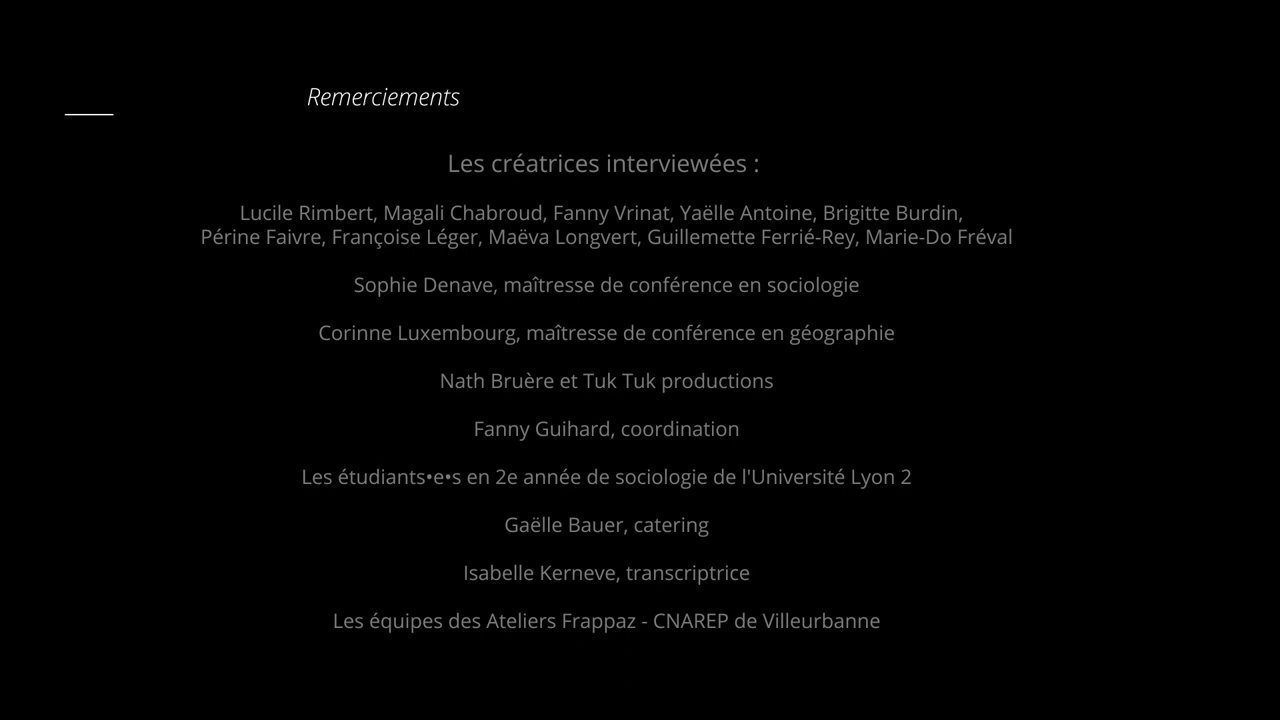 Remerciements
Les créatrices interviewées :
Lucile Rimbert, Magali Chabroud, Fanny Vrinat, Yaëlle Antoine, Brigitte Burdin,
Périne Faivre, Françoise Léger, Maëva Longvert, Guillemette Ferrié-Rey, Marie-Do Fréval
Sophie Denave, maîtresse de conférence en sociologie
Corinne Luxembourg, maîtresse de conférence en géographie
Nath Bruère et Tuk Tuk productions
Fanny Guihard, coordination
Les étudiants•e•s en 2e année de sociologie de l'Université Lyon 2
Gaëlle Bauer, catering
Isabelle Kerneve, transcriptrice
Les équipes des Ateliers Frappaz - CNAREP de Villeurbanne